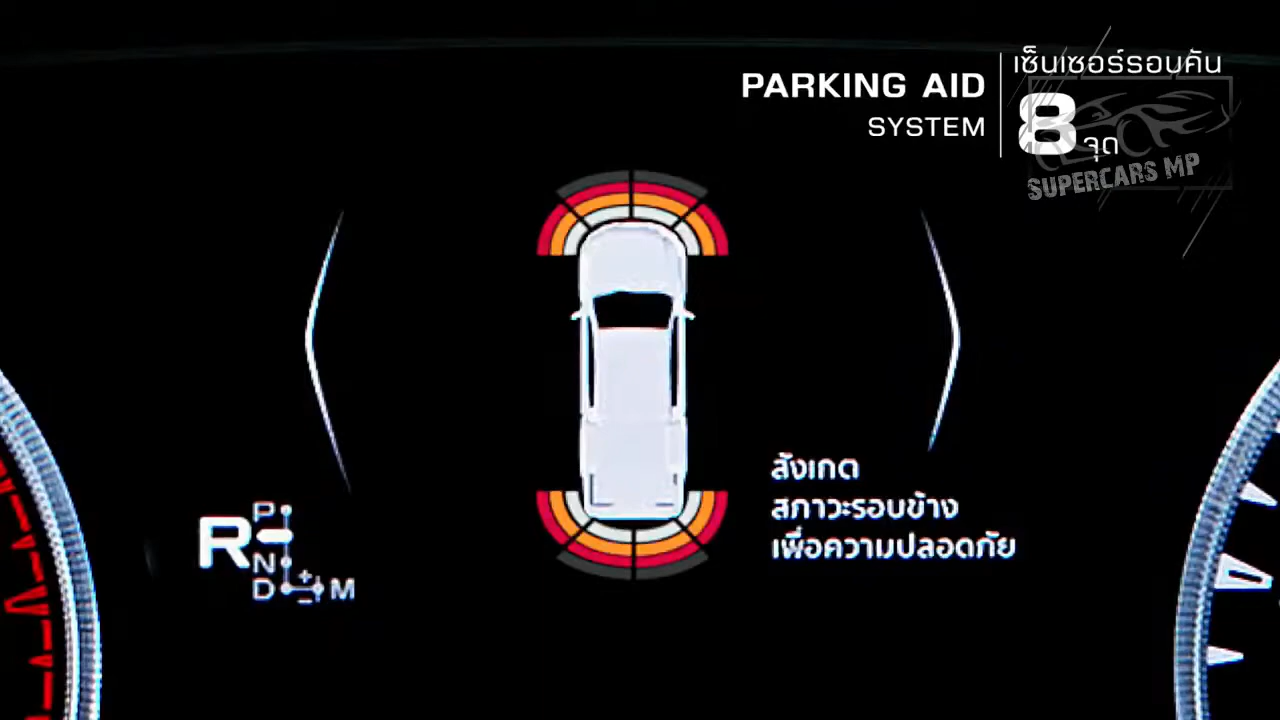 PARKING AID
SYSTEM
เซ็นเซอร์รอบคัน
8 จุด
SUPERCARS MP
สังเกต
สภาวะรอบข้าง
เพื่อความปลอดภัย
P
R
N
D + - M